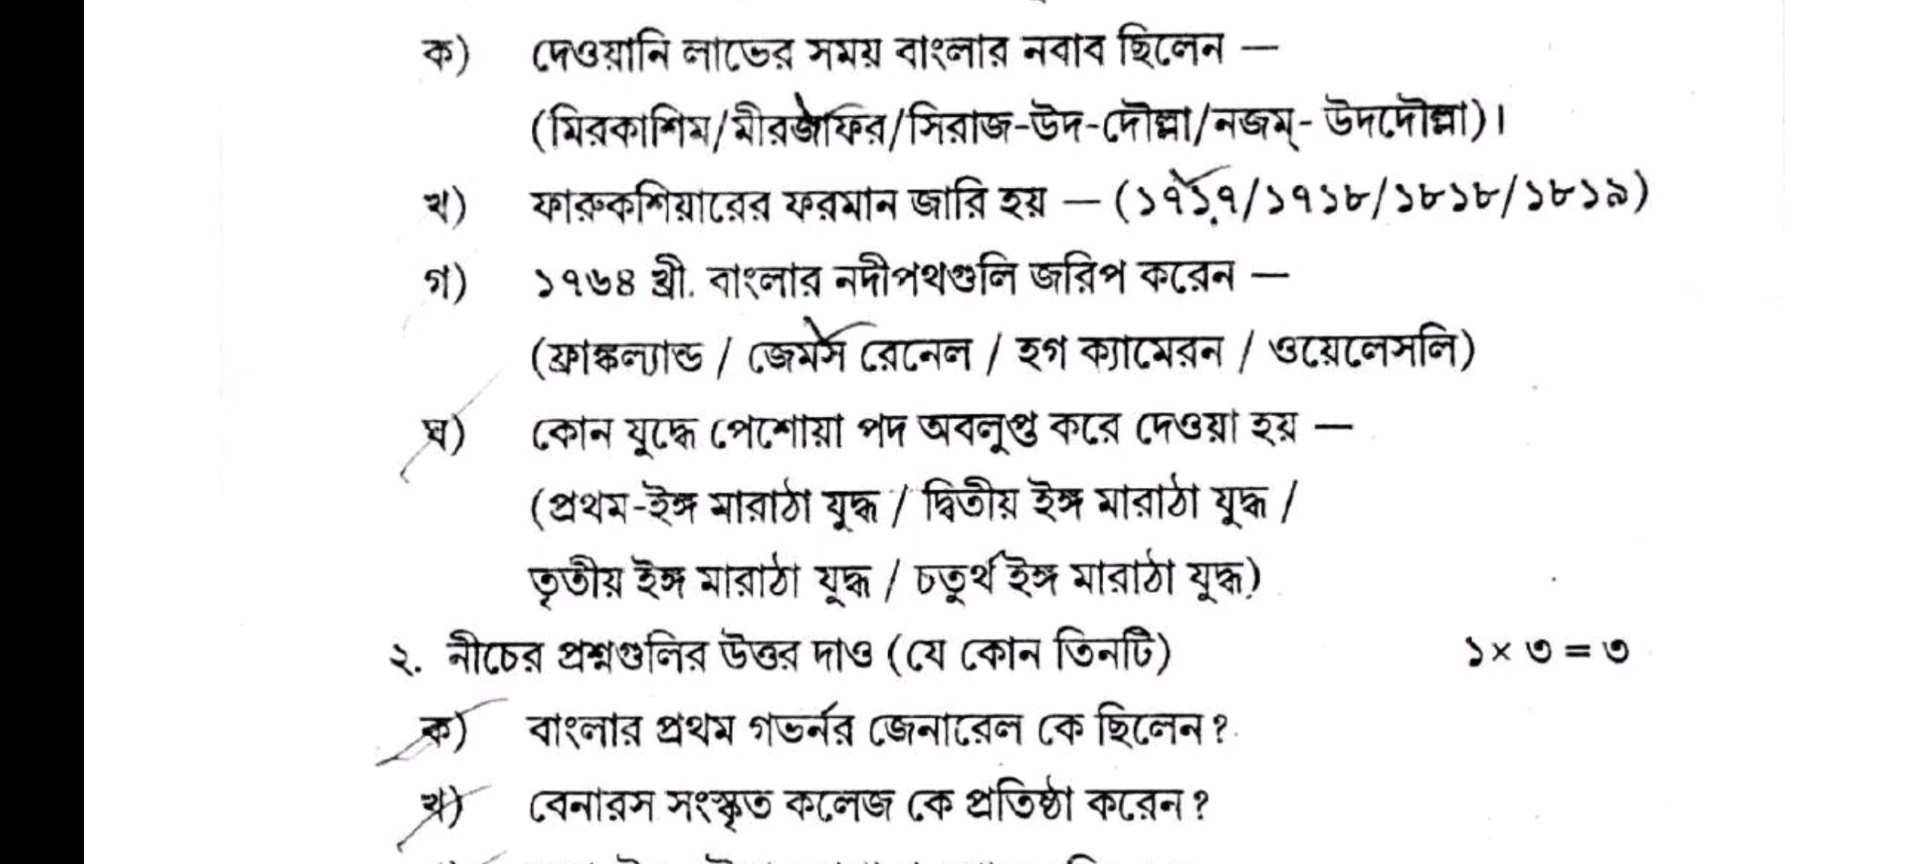 ক) দেওয়ানি লাভের সময় বাংলার নবাব ছিলেন —
(মিরকাশিম/মীরজাফির/সিরাজ-উদ-দৌল্লা/নজম্- উদদৌল্লা)।
খ) ফারুকশিয়ারের ফরমান জারি হয় — (১৭১৭/১৭১৮/১৮১৮/১৮১৯)
গ) ১৭৬৪ খ্রী. বাংলার নদীপথগুলি জরিপ করেন —
(ফ্রাঙ্কল্যান্ড / জেমস রেনেল / হগ ক্যামেরন / ওয়েলেসলি)
ঘ) কোন যুদ্ধে পেশোয়া পদ অবলুপ্ত করে দেওয়া হয় —
(প্রথম-ইঙ্গ মারাঠা যুদ্ধ / দ্বিতীয় ইঙ্গ মারাঠা যুদ্ধ /
তৃতীয় ইঙ্গ মারাঠা যুদ্ধ / চতুর্থ ইঙ্গ মারাঠা যুদ্ধ)
২. নীচের প্রশ্নগুলির উত্তর দাও (যে কোন তিনটি) ১× ৩ = ৩
ক) বাংলার প্রথম গভর্নর জেনারেল কে ছিলেন ?
খ) বেনারস সংস্কৃত কলেজ কে প্রতিষ্ঠা করেন ?